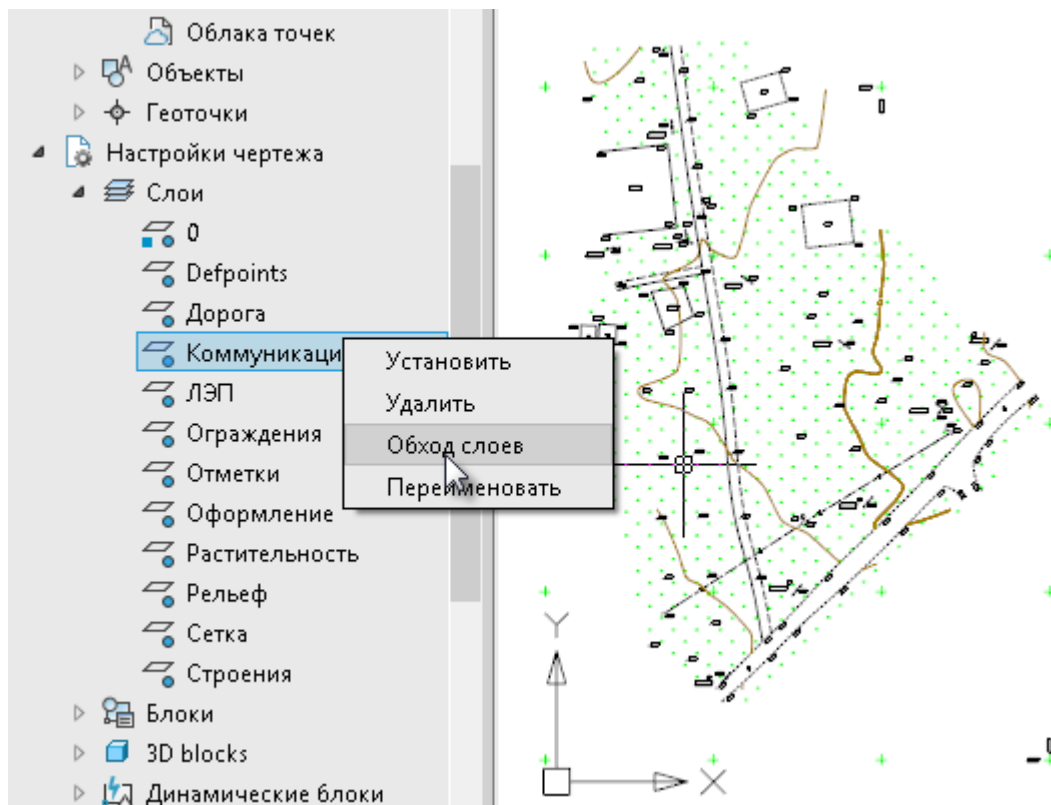 Облака точек
Объекты
Геоточки
Настройки чертежа
Слои
0
Defpoints
Дорога
Коммуникаци
ЛЭП
Ограждения
Отметки
Оформление
Растительность
Рельеф
Сетка
Строения
Блоки
3D blocks
Динамические блоки
Установить
Удалить
Обход слоев
Переименовать
Y
X